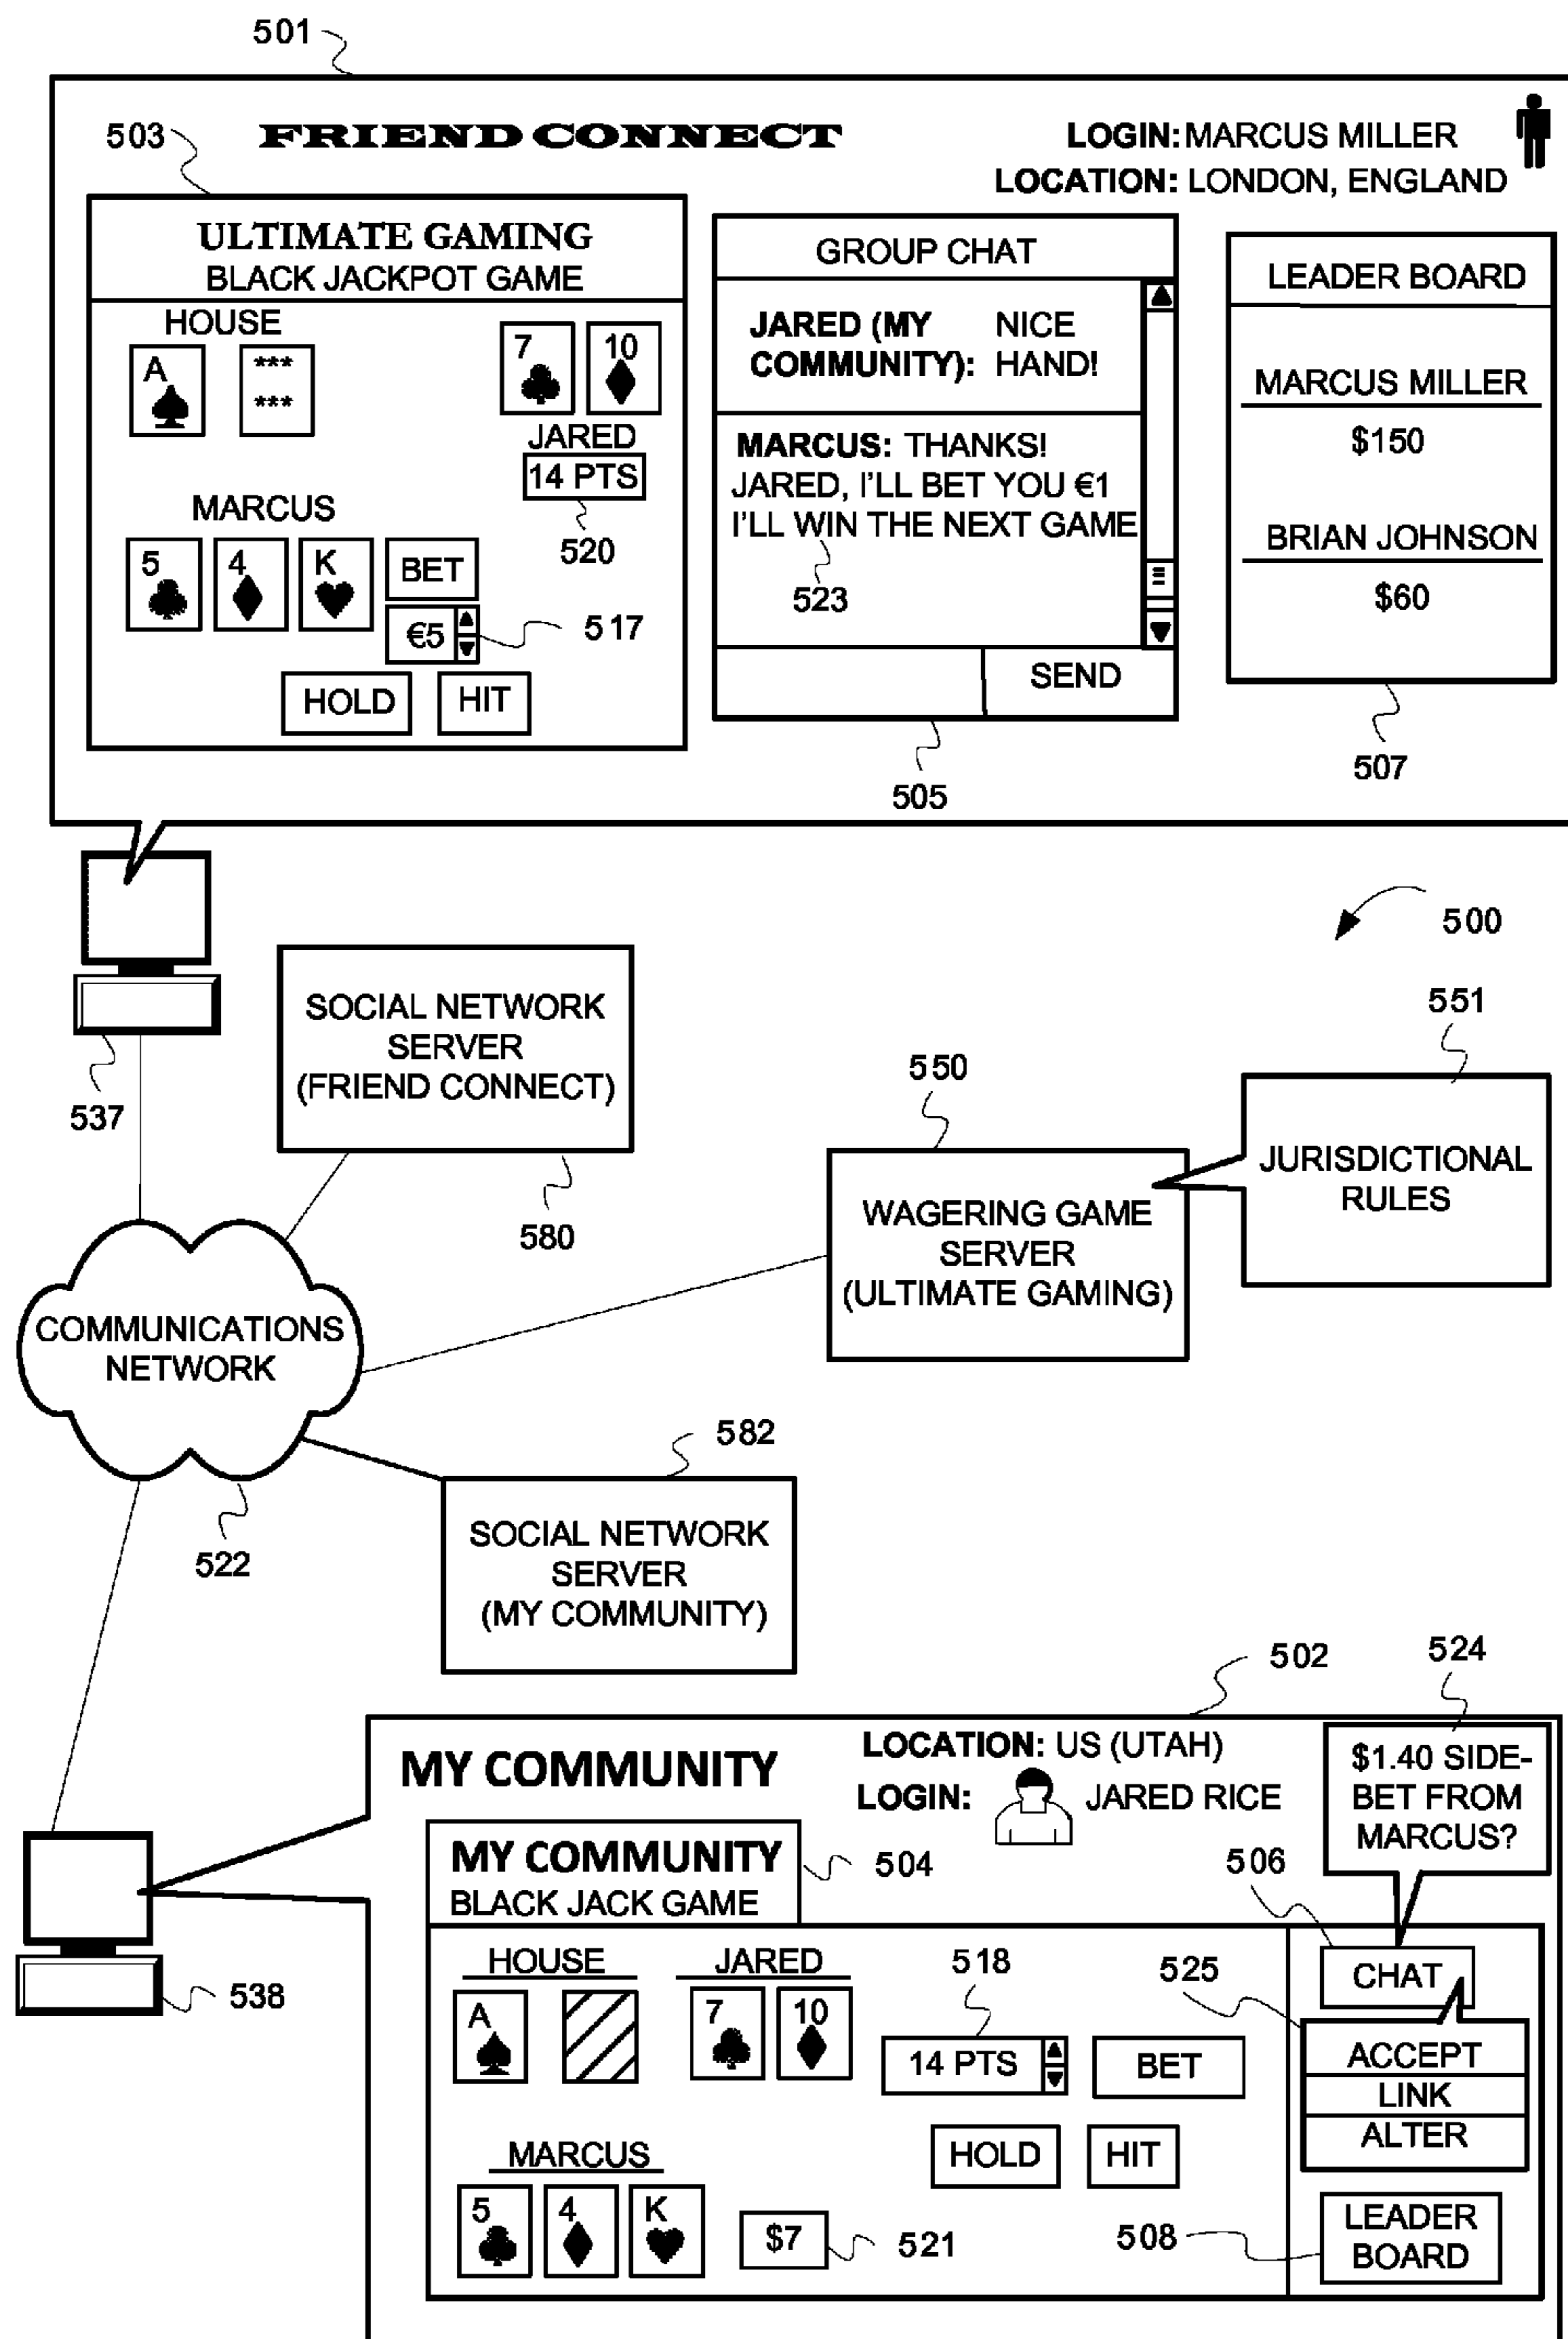 501
503
FRIEND CONNECT
LOGIN: MARCUS MILLER
LOCATION: LONDON, ENGLAND
ULTIMATE GAMING
BLACK JACKPOT GAME
HOUSE
A
***
***
7
10
JARED
14 PTS
520
MARCUS
5
4
K
BET
€5
517
HOLD
HIT
GROUP CHAT
JARED (MY NICE
COMMUNITY): HAND!
MARCUS: THANKS!
JARED, I'LL BET YOU €1
I'LL WIN THE NEXT GAME
523
SEND
505
LEADER BOARD
MARCUS MILLER
$150
BRIAN JOHNSON
$60
507
500
537
SOCIAL NETWORK
SERVER
(FRIEND CONNECT)
580
550
WAGERING GAME
SERVER
(ULTIMATE GAMING)
551
JURISDICTIONAL
RULES
COMMUNICATIONS
NETWORK
522
582
SOCIAL NETWORK
SERVER
(MY COMMUNITY)
502
524
MY COMMUNITY
LOCATION: US (UTAH)
LOGIN: JARED RICE
$1.40 SIDE-
BET FROM
MARCUS?
MY COMMUNITY
BLACK JACK GAME
504
506
538
HOUSE
A
JARED
7
10
518
14 PTS
BET
525
CHAT
ACCEPT
LINK
ALTER
HOLD
HIT
MARCUS
5
4
K
$7
521
508
LEADER
BOARD